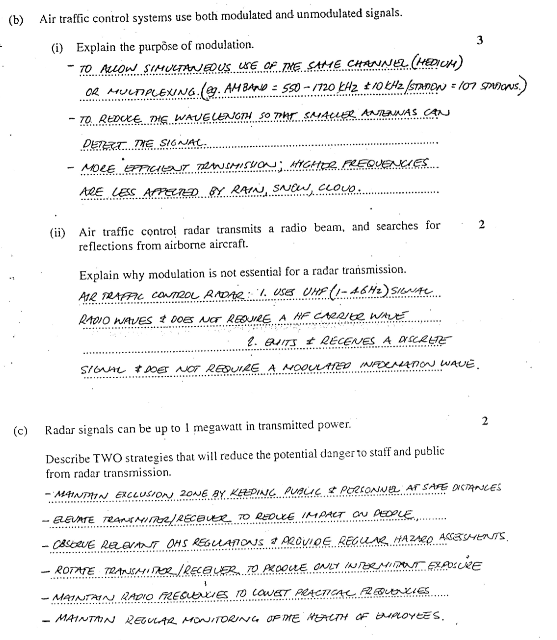 (b) Air traffic control systems use both modulated and unmodulated signals.
(i) Explain the purpose of modulation. 3
- TO ALLOW SIMULTANEOUS USE OF THE SAME CHANNEL (MEDIUM)
OR MULTIPLEXING. (eg. AM BAND = 550 - 1720 kHz ± 10 kHz/STATION = 107 STATIONS.)
- TO REDUCE THE WAVELENGTH SO THAT SMALLER ANTENNAS CAN
DETECT THE SIGNAL.
- MORE EFFICIENT TRANSMISSION; HIGHER FREQUENCIES
ARE LESS AFFECTED BY RAIN, SNOW, CLOUD.
(ii) Air traffic control radar transmits a radio beam, and searches for 2
reflections from airborne aircraft.
Explain why modulation is not essential for a radar transmission.
AIR TRAFFIC CONTROL RADAR: 1. USES UHF (1-4GHz) SIGNAL
RADIO WAVES & DOES NOT REQUIRE A HF CARRIER WAVE
2. EMITS & RECEIVES A DISCRETE
SIGNAL & DOES NOT REQUIRE A MODULATED INFORMATION WAVE.
(c) Radar signals can be up to 1 megawatt in transmitted power. 2
Describe TWO strategies that will reduce the potential danger to staff and public
from radar transmission.
- MAINTAIN EXCLUSION ZONE BY KEEPING PUBLIC & PERSONNEL AT SAFE DISTANCES
- ELEVATE TRANSMITTER/RECEIVER TO REDUCE IMPACT ON PEOPLE.
- OBSERVE RELEVANT OHS REGULATIONS & PROVIDE REGULAR HAZARD ASSESSMENTS.
- ROTATE TRANSMITTER/RECEIVER TO PRODUCE ONLY INTERMITTANT EXPOSURE
- MAINTAIN RADIO FREQUENCIES TO LOWEST PRACTICAL FREQUENCIES
- MAINTAIN REGULAR MONITORING OF THE HEALTH OF EMPLOYEES.